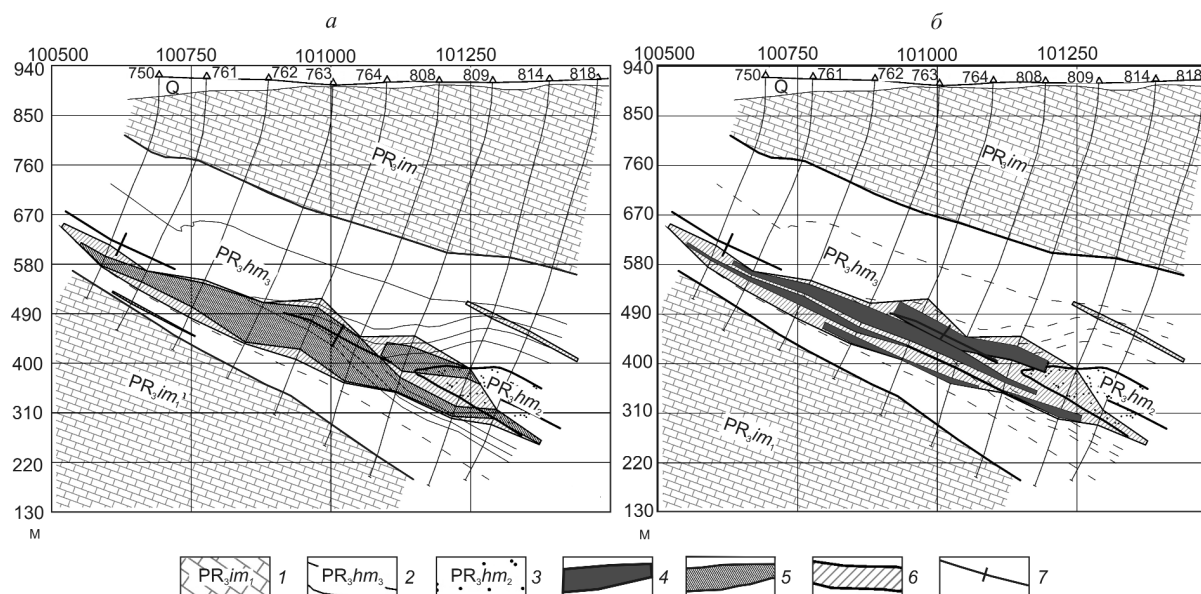 а
б
100500 100750 101000 101250
100500 100750 101000 101250
940 750 761 762 763 764 808 809 814 818
940 750 761 762 763 764 808 809 814 818
Q
Q
850
850
PR₃im
PR₃im
760
760
670
670
PR₃hm₃
PR₃hm₃
580
580
490
490
400
400
PR₃hm₂
PR₃hm₂
PR₃im₁
PR₃im₁
310
310
220
220
130
130
м
м
PR₃im₁ 1 PR₃hm₃ 2 PR₃hm₂ 3 4 5 6 7